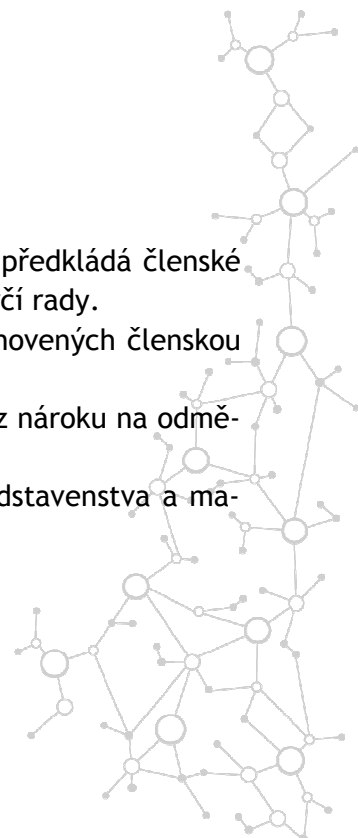 předkládá členské
čí rady.
novených členskou
z nároku na odmě-
dstavenstva a ma-